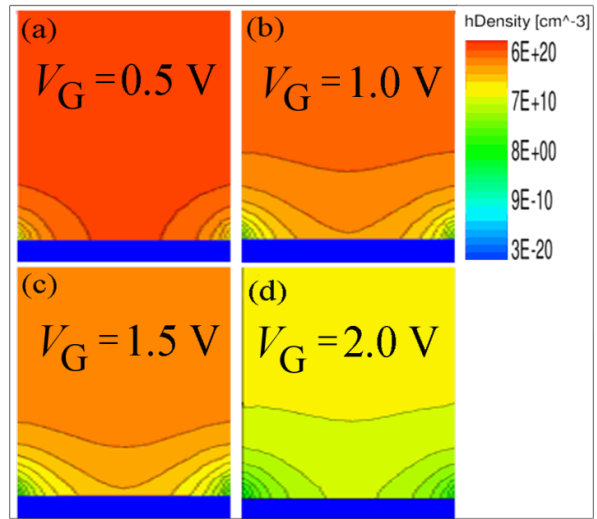 (a)
V_G = 0.5 V
(b)
V_G = 1.0 V
hDensity [cm^-3]
6E+20
7E+10
8E+00
9E-10
3E-20
(c)
V_G = 1.5 V
(d)
V_G = 2.0 V